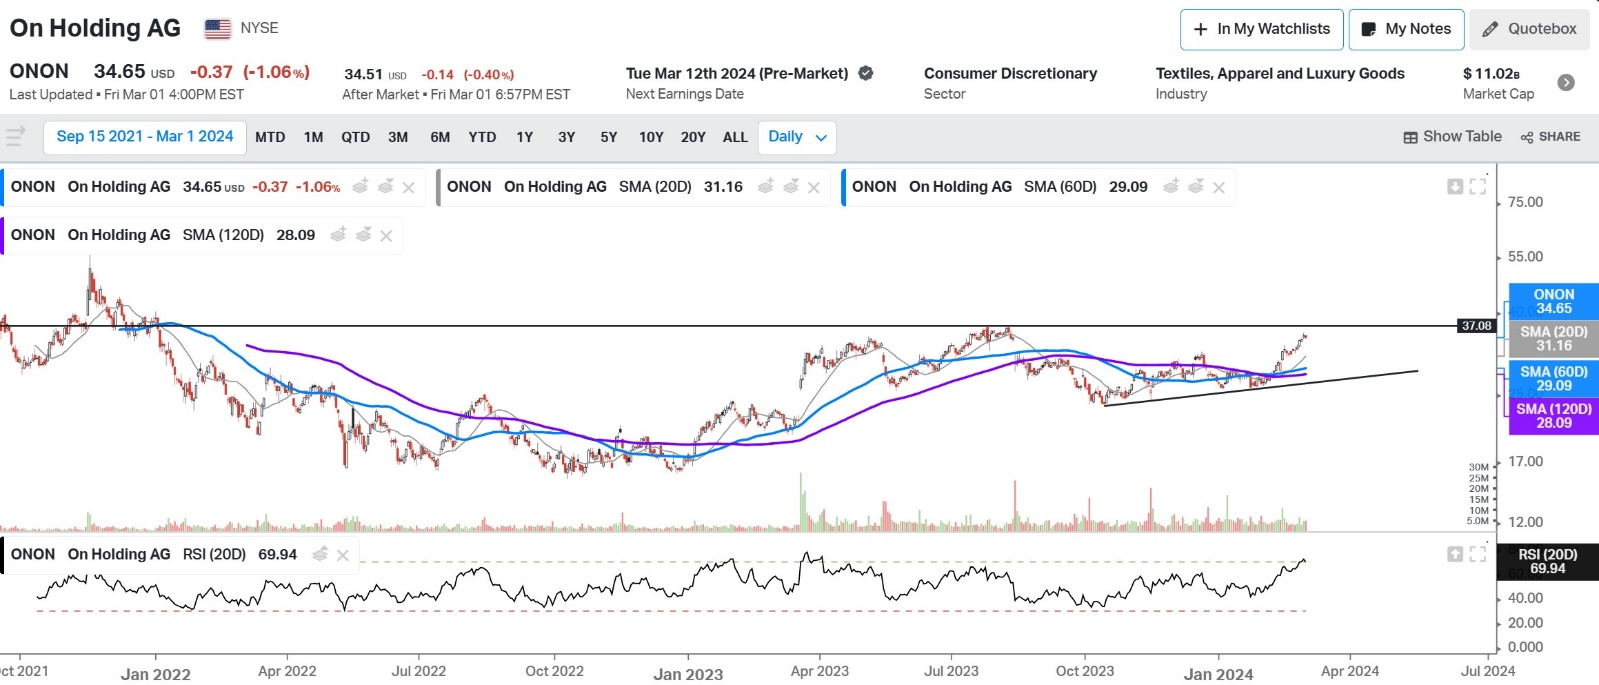 On Holding AG NYSE
In My Watchlists
My Notes
Quotebox
ONON 34.65 USD -0.37 (-1.06%)
Last Updated • Fri Mar 01 4:00PM EST
34.51 USD -0.14 (-0.40%)
After Market • Fri Mar 01 6:57PM EST
Tue Mar 12th 2024 (Pre-Market)
Next Earnings Date
Consumer Discretionary
Sector
Textiles, Apparel and Luxury Goods
Industry
$ 11.02B
Market Cap
Sep 15 2021 - Mar 1 2024 MTD 1M QTD 3M 6M YTD 1Y 3Y 5Y 10Y 20Y ALL Daily
Show Table
SHARE
ONON On Holding AG 34.65 USD -0.37 -1.06%
ONON On Holding AG SMA (20D) 31.16
ONON On Holding AG SMA (60D) 29.09
ONON On Holding AG SMA (120D) 28.09
75.00
55.00
ONON
34.65
40.00
37.08
SMA (20D)
31.16
SMA (60D)
29.09
25.00
SMA (120D)
28.09
17.00
30M
25M
20M
15M
10M
5.0M
12.00
ONON On Holding AG RSI (20D) 69.94
RSI (20D)
69.94
60.00
40.00
20.00
0.000
ct 2021 Jan 2022 Apr 2022 Jul 2022 Oct 2022 Jan 2023 Apr 2023 Jul 2023 Oct 2023 Jan 2024 Apr 2024 Jul 2024